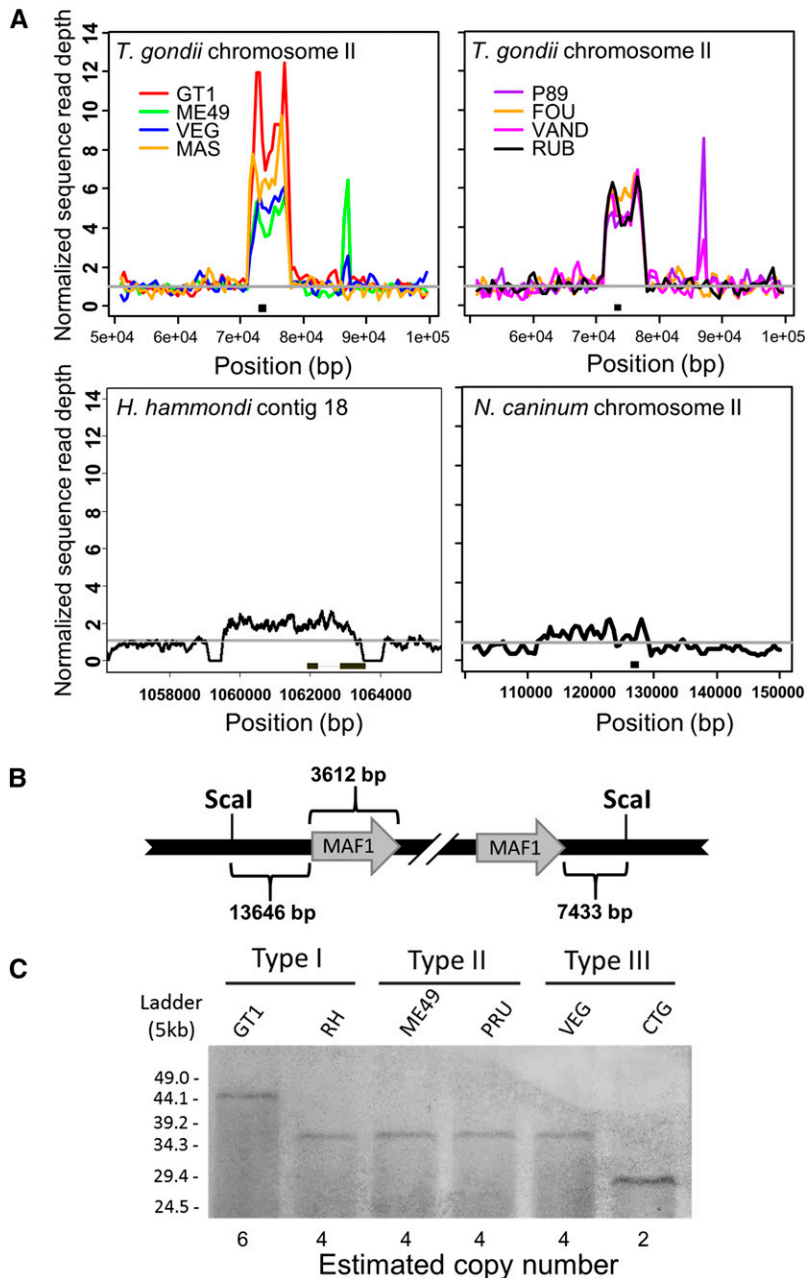 A
T. gondii chromosome II
GT1
ME49
VEG
MAS
Normalized sequence read depth
14
12
10
8
6
4
2
0
5e+04 6e+04 7e+04 8e+04 9e+04 1e+05
Position (bp)
T. gondii chromosome II
P89
FOU
VAND
RUB
6e+04 7e+04 8e+04 9e+04 1e+05
Position (bp)
H. hammondi contig 18
Normalized sequence read depth
14
12
10
8
6
4
2
0
1058000 1060000 1062000 1064000
Position (bp)
N. caninum chromosome II
110000 120000 130000 140000 150000
Position (bp)
B
3612 bp
ScaI
ScaI
MAF1
MAF1
13646 bp
7433 bp
C
Type I Type II Type III
Ladder
(5kb)
GT1 RH ME49 PRU VEG CTG
49.0 -
44.1 -
39.2 -
34.3 -
29.4 -
24.5 -
6 4 4 4 4 2
Estimated copy number